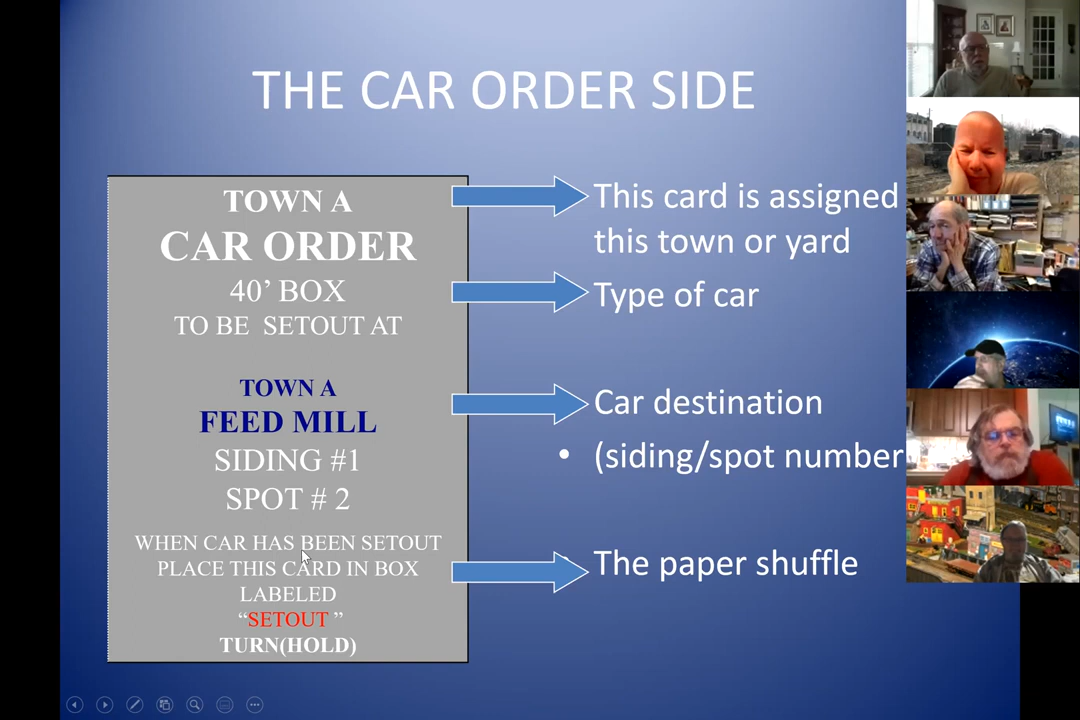 THE CAR ORDER SIDE
TOWN A
CAR ORDER
40’ BOX
TO BE SETOUT AT
TOWN A
FEED MILL
SIDING #1
SPOT # 2
WHEN CAR HAS BEEN SETOUT
PLACE THIS CARD IN BOX
LABELED
“SETOUT ”
TURN(HOLD)
This card is assigned
this town or yard
Type of car
Car destination
• (siding/spot number
The paper shuffle